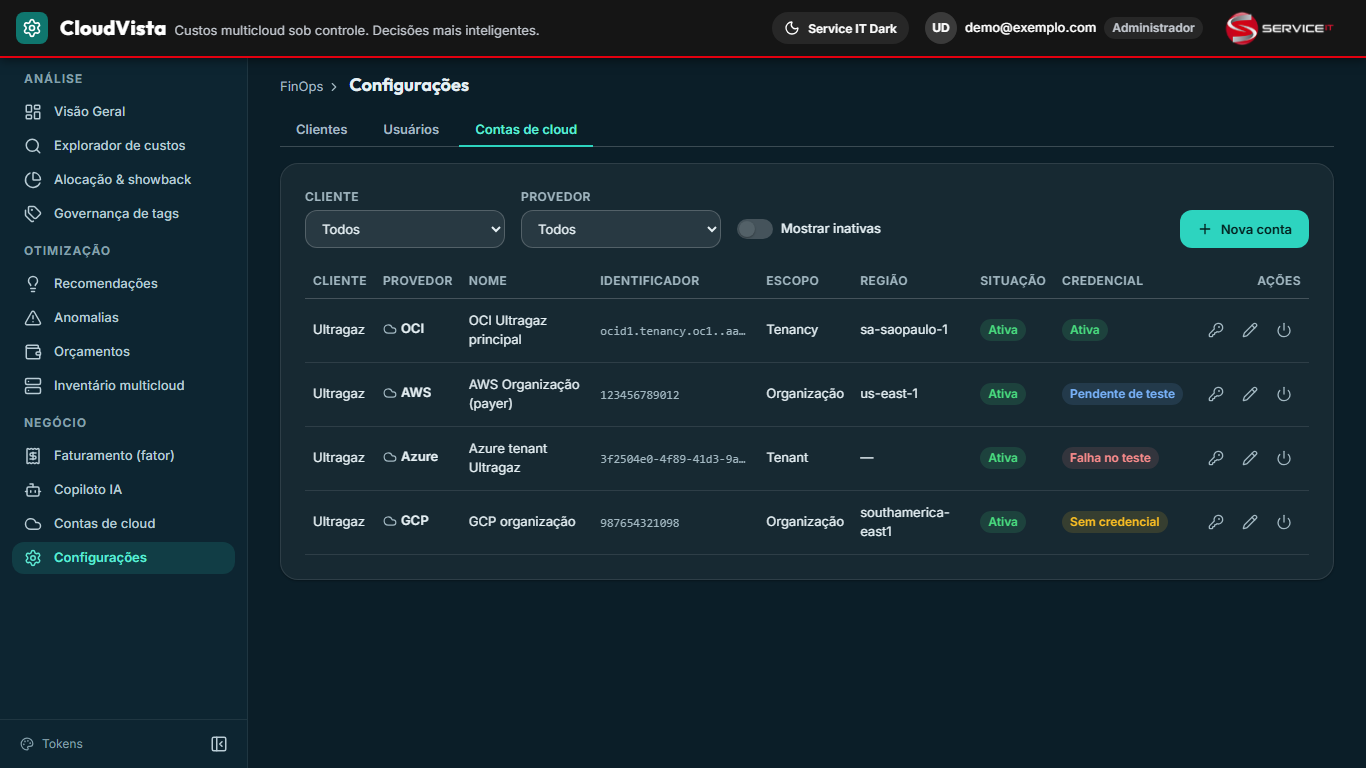 CloudVista Custos multicloud sob controle. Decisões mais inteligentes.
Service IT Dark
UD demo@exemplo.com Administrador
SERVICE IT
ANÁLISE
Visão Geral
Explorador de custos
Alocação & showback
Governança de tags
OTIMIZAÇÃO
Recomendações
Anomalias
Orçamentos
Inventário multicloud
NEGÓCIO
Faturamento (fator)
Copiloto IA
Contas de cloud
Configurações
Tokens
FinOps › Configurações
Clientes Usuários Contas de cloud
CLIENTE PROVEDOR
Todos Todos Mostrar inativas + Nova conta
CLIENTE PROVEDOR NOME IDENTIFICADOR ESCOPO REGIÃO SITUAÇÃO CREDENCIAL AÇÕES
Ultragaz OCI OCI Ultragaz principal ocid1.tenancy.oc1..aa… Tenancy sa-saopaulo-1 Ativa Ativa
Ultragaz AWS AWS Organização (payer) 123456789012 Organização us-east-1 Ativa Pendente de teste
Ultragaz Azure Azure tenant Ultragaz 3f2504e0-4f89-41d3-9a… Tenant — Ativa Falha no teste
Ultragaz GCP GCP organização 987654321098 Organização southamerica-east1 Ativa Sem credencial